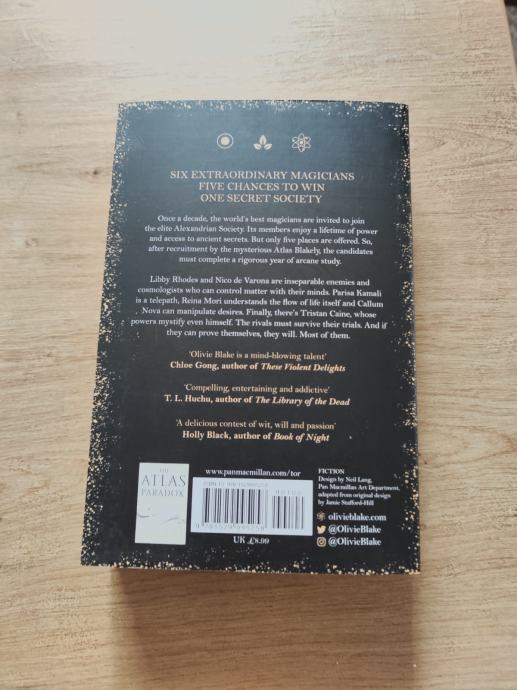 SIX EXTRAORDINARY MAGICIANS
FIVE CHANCES TO WIN
ONE SECRET SOCIETY
Once a decade, the world's best magicians are invited to join
the elite Alexandrian Society. Its members enjoy a lifetime of power
and access to ancient secrets. But only five places are offered. So,
after recruitment by the mysterious Atlas Blakely, the candidates
must complete a rigorous year of arcane study.
Libby Rhodes and Nico de Varona are inseparable enemies and
cosmologists who can control matter with their minds. Parisa Kamali
is a telepath, Reina Mori understands the flow of life itself and Callum
Nova can manipulate desires. Finally, there's Tristan Caine, whose
powers mystify even himself. The rivals must survive their trials. And if
they can prove themselves, they will. Most of them.
'Olivie Blake is a mind-blowing talent'
Chloe Gong, author of These Violent Delights
'Compelling, entertaining and addictive'
T. L. Huchu, author of The Library of the Dead
'A delicious contest of wit, will and passion'
Holly Black, author of Book of Night
THE
ATLAS
PARADOX
www.panmacmillan.com/tor
90100
UK £8.99
FICTION
Design by Neil Lang,
Pan Macmillan Art Department,
adapted from original design
by Jamie Stafford-Hill
olivieblake.com
@OlivieBlake
@OlivieBlake